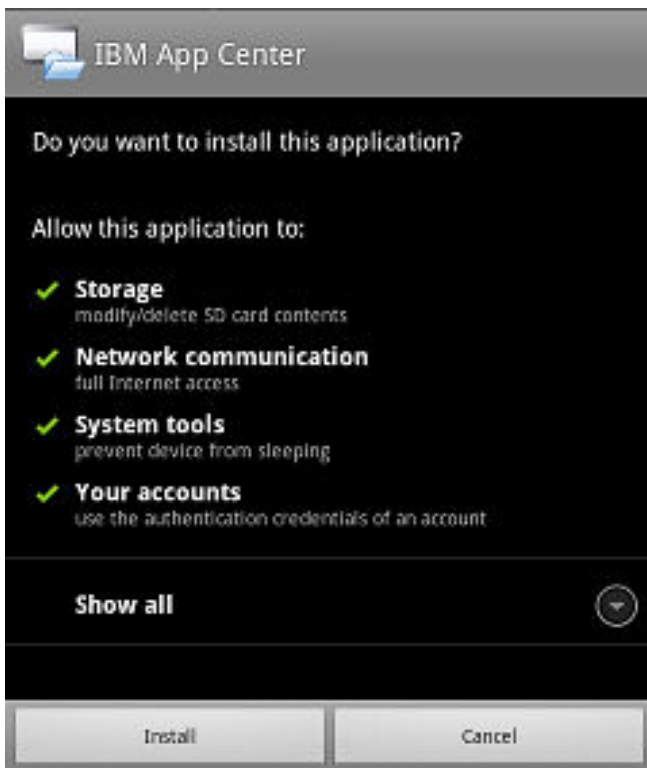 IBM App Center
Do you want to install this application?
Allow this application to:
Storage
modify/delete SD card contents
Network communication
full Internet access
System tools
prevent device from sleeping
Your accounts
use the authentication credentials of an account
Show all
Install Cancel